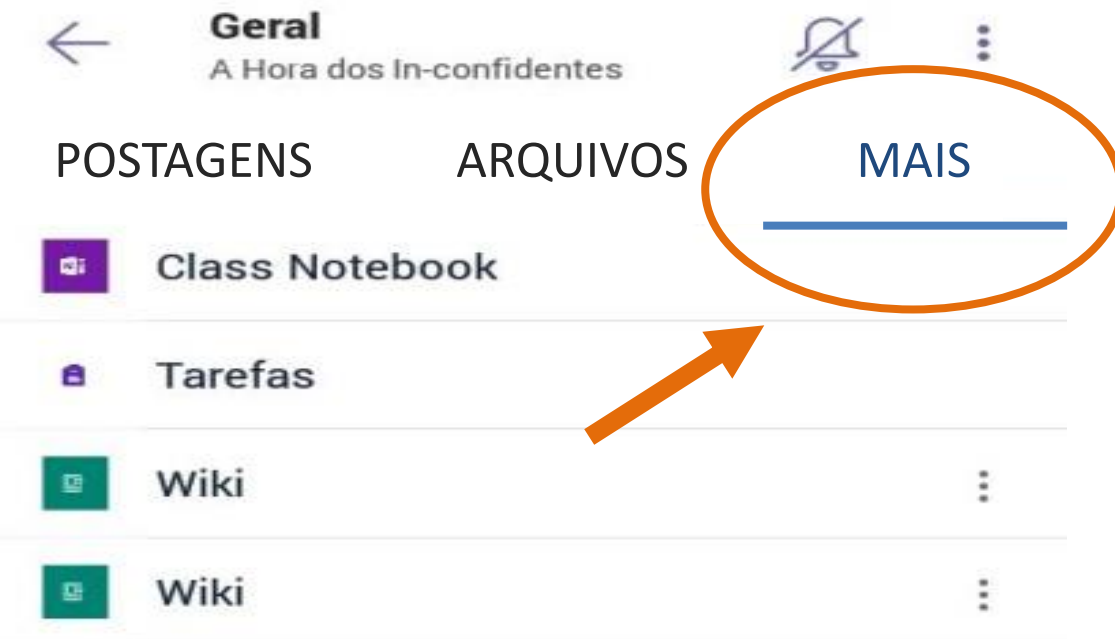 Geral
A Hora dos In-confidentes
POSTAGENS ARQUIVOS MAIS
Class Notebook
Tarefas
Wiki
Wiki